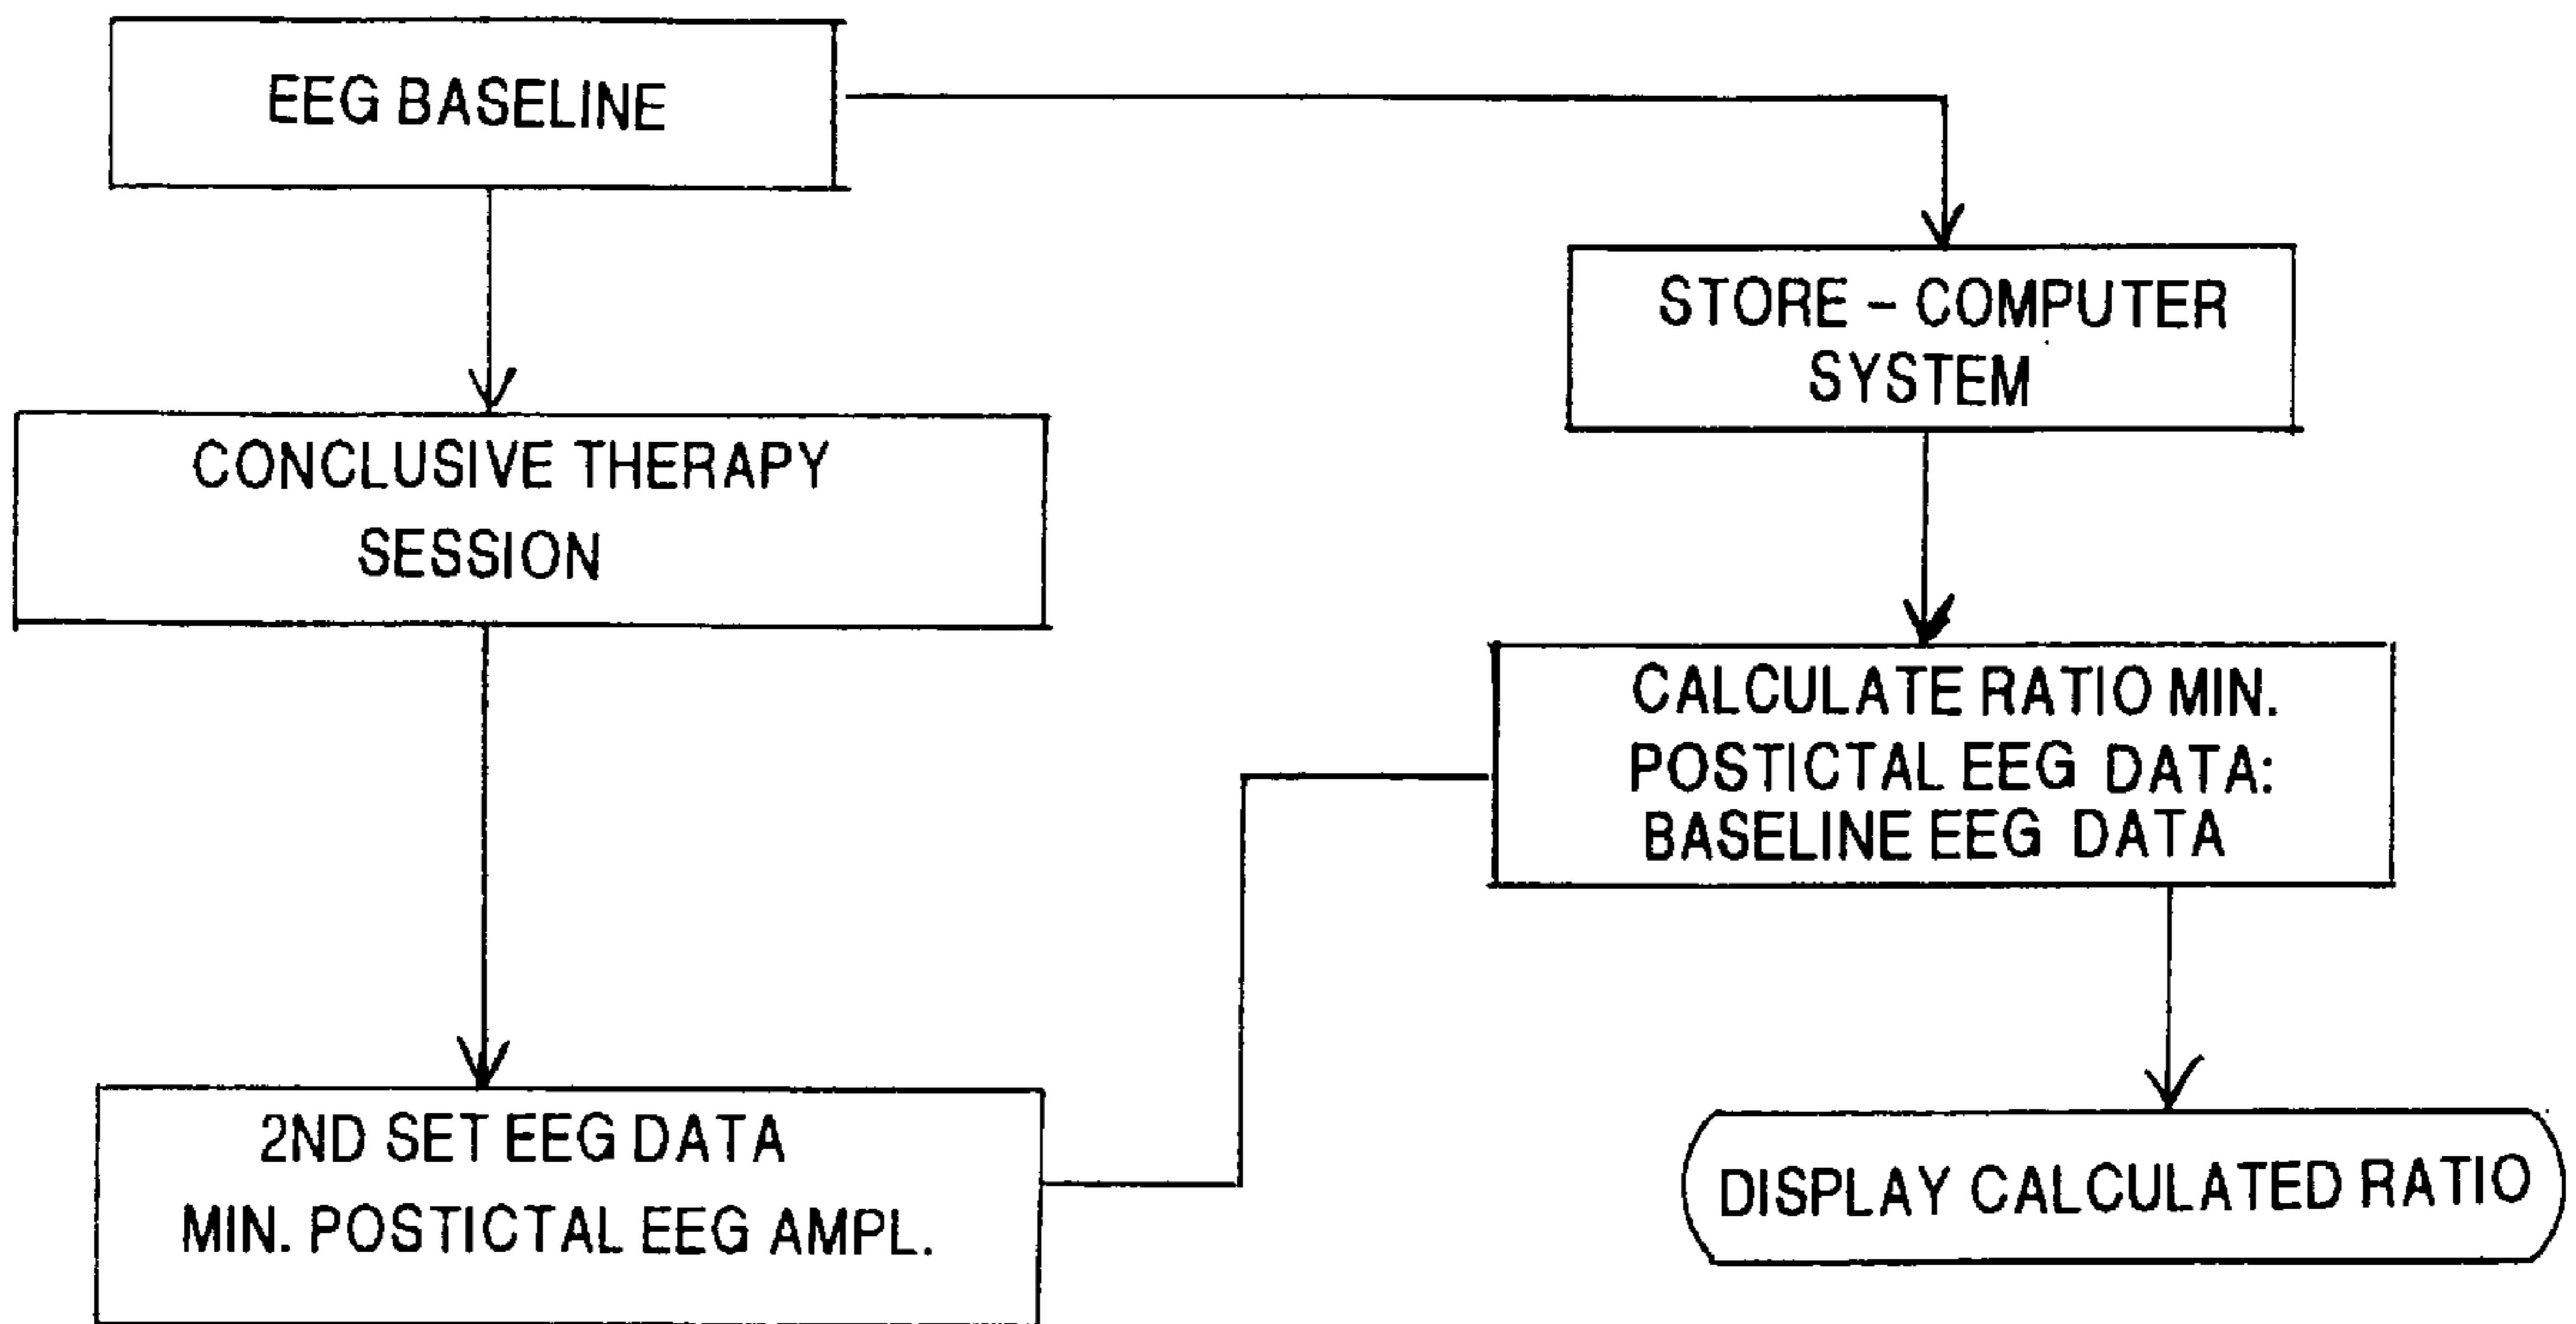 EEG BASELINE
STORE – COMPUTER
SYSTEM
CONCLUSIVE THERAPY
SESSION
CALCULATE RATIO MIN.
POSTICTAL EEG DATA:
BASELINE EEG DATA
2ND SET EEG DATA
MIN. POSTICTAL EEG AMPL.
DISPLAY CALCULATED RATIO